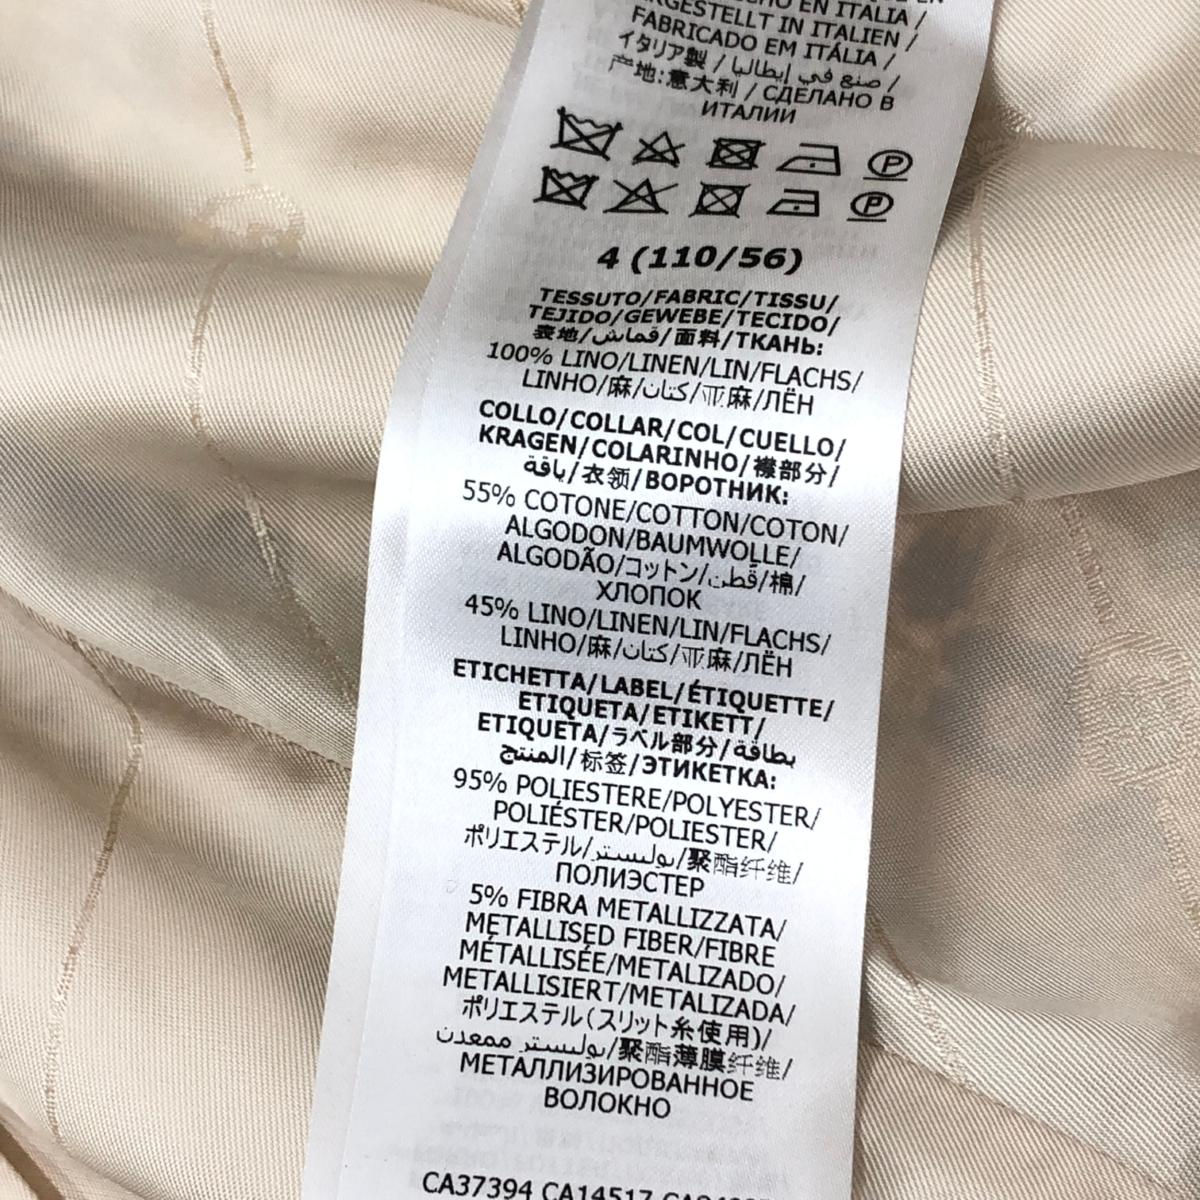 HO EN ITALIA /
RGESTELLT IN ITALIEN /
FABRICADO EM ITÁLIA /
イタリア製 / صنع في إيطاليا /
产地:意大利 / СДЕЛАНО В
ИТАЛИИ
P
P
4 (110/56)
TESSUTO/FABRIC/TISSU/
TEJIDO/GEWEBE/TECIDO/
表地/قماش/面料/ТКАНЬ:
100% LINO/LINEN/LIN/FLACHS/
LINHO/麻/كتان/亚麻/ЛЁН
COLLO/COLLAR/COL/CUELLO/
KRAGEN/COLARINHO/襟部分/
ياقة/衣领/ВОРОТНИК:
55% COTONE/COTTON/COTON/
ALGODON/BAUMWOLLE/
ALGODÃO/コットン/قطن/棉/
ХЛОПОК
45% LINO/LINEN/LIN/FLACHS/
LINHO/麻/كتان/亚麻/ЛЁН
ETICHETTA/LABEL/ÉTIQUETTE/
ETIQUETA/ETIKETT/
ETIQUETA/ラベル部分/بطاقة
المنتج/标签/ЭТИКЕТКА:
95% POLIESTERE/POLYESTER/
POLIÉSTER/POLIESTER/
ポリエステル/بوليستر/聚酯纤维/
ПОЛИЭСТЕР
5% FIBRA METALLIZZATA/
METALLISED FIBER/FIBRE
MÉTALLISÉE/METALIZADO/
METALLISIERT/METALIZADA/
ポリエステル(スリット糸使用)/
بوليستر ممعدن/聚酯薄膜纤维/
МЕТАЛЛИЗИРОВАННОЕ
ВОЛОКНО
CA37394 CA14517